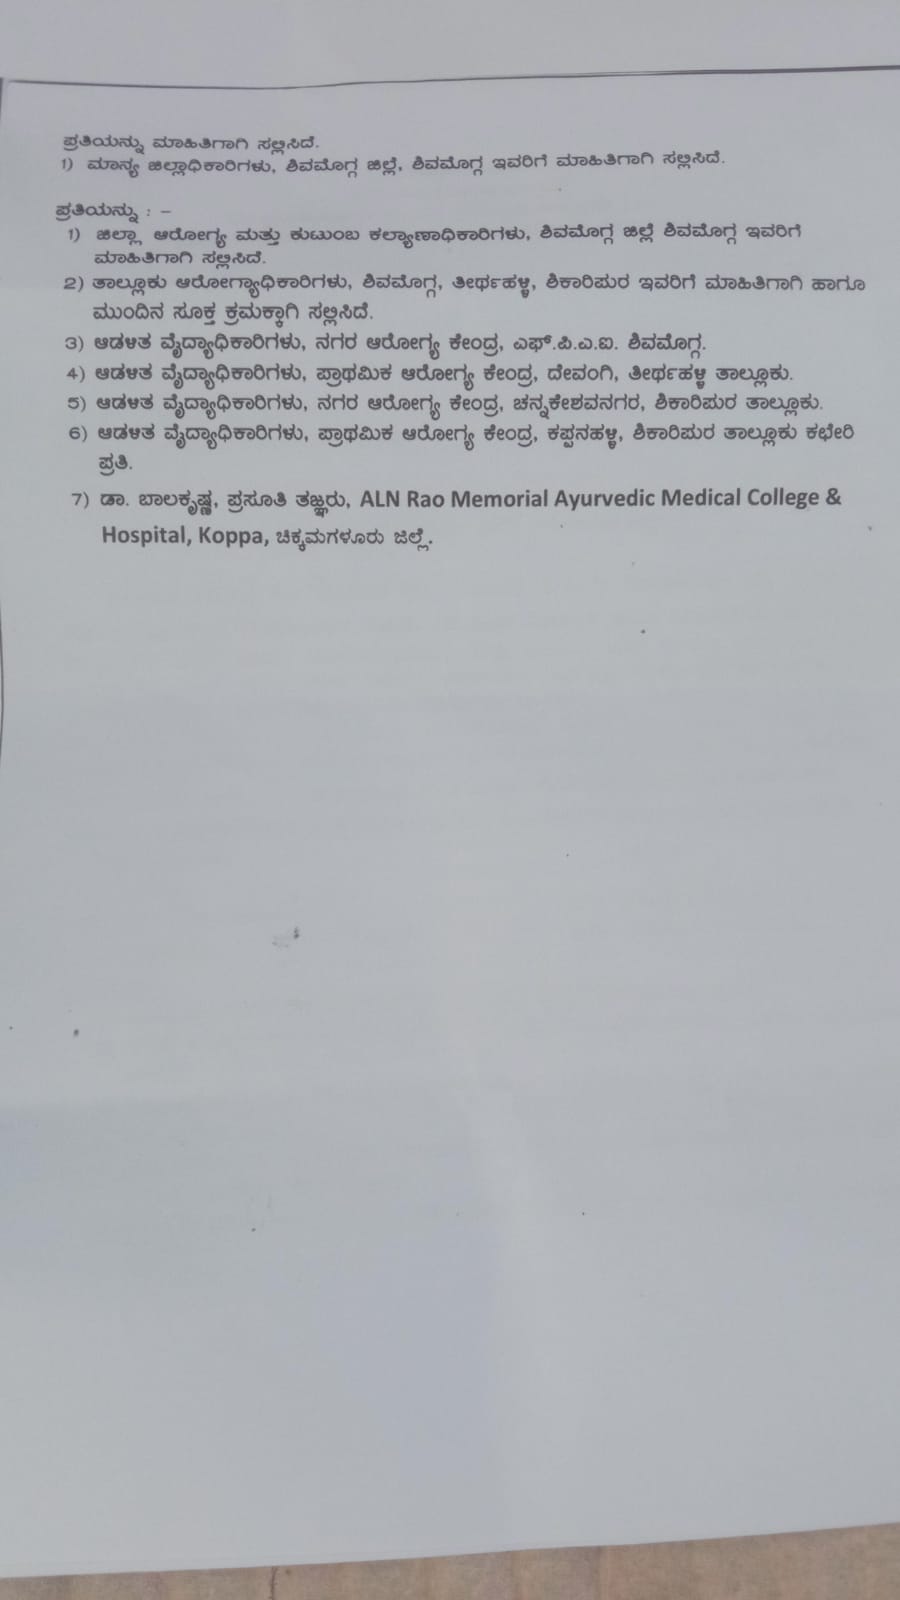 ಪ್ರತಿಯನ್ನು ಮಾಹಿತಿಗಾಗಿ ಸಲ್ಲಿಸಿದೆ.
1) ಮಾನ್ಯ ಜಿಲ್ಲಾಧಿಕಾರಿಗಳು, ಶಿವಮೊಗ್ಗ ಜಿಲ್ಲೆ, ಶಿವಮೊಗ್ಗ ಇವರಿಗೆ ಮಾಹಿತಿಗಾಗಿ ಸಲ್ಲಿಸಿದೆ.
ಪ್ರತಿಯನ್ನು : –
1) ಜಿಲ್ಲಾ ಆರೋಗ್ಯ ಮತ್ತು ಕುಟುಂಬ ಕಲ್ಯಾಣಾಧಿಕಾರಿಗಳು, ಶಿವಮೊಗ್ಗ ಜಿಲ್ಲೆ ಶಿವಮೊಗ್ಗ ಇವರಿಗೆ
ಮಾಹಿತಿಗಾಗಿ ಸಲ್ಲಿಸಿದೆ.
2) ತಾಲ್ಲೂಕು ಆರೋಗ್ಯಾಧಿಕಾರಿಗಳು, ಶಿವಮೊಗ್ಗ, ತೀರ್ಥಹಳ್ಳಿ, ಶಿಕಾರಿಪುರ ಇವರಿಗೆ ಮಾಹಿತಿಗಾಗಿ ಹಾಗೂ
ಮುಂದಿನ ಸೂಕ್ತ ಕ್ರಮಕ್ಕಾಗಿ ಸಲ್ಲಿಸಿದೆ.
3) ಆಡಳಿತ ವೈದ್ಯಾಧಿಕಾರಿಗಳು, ನಗರ ಆರೋಗ್ಯ ಕೇಂದ್ರ, ಎಫ್.ಪಿ.ಎ.ಐ. ಶಿವಮೊಗ್ಗ.
4) ಆಡಳಿತ ವೈದ್ಯಾಧಿಕಾರಿಗಳು, ಪ್ರಾಥಮಿಕ ಆರೋಗ್ಯ ಕೇಂದ್ರ, ದೇವಂಗಿ, ತೀರ್ಥಹಳ್ಳಿ ತಾಲ್ಲೂಕು.
5) ಆಡಳಿತ ವೈದ್ಯಾಧಿಕಾರಿಗಳು, ನಗರ ಆರೋಗ್ಯ ಕೇಂದ್ರ, ಚನ್ನಕೇಶವನಗರ, ಶಿಕಾರಿಪುರ ತಾಲ್ಲೂಕು.
6) ಆಡಳಿತ ವೈದ್ಯಾಧಿಕಾರಿಗಳು, ಪ್ರಾಥಮಿಕ ಆರೋಗ್ಯ ಕೇಂದ್ರ, ಕಪ್ಪನಹಳ್ಳಿ, ಶಿಕಾರಿಪುರ ತಾಲ್ಲೂಕು ಕಛೇರಿ
ಪ್ರತಿ.
7) ಡಾ. ಬಾಲಕೃಷ್ಣ, ಪ್ರಸೂತಿ ತಜ್ಞರು, ALN Rao Memorial Ayurvedic Medical College &
Hospital, Koppa, ಚಿಕ್ಕಮಗಳೂರು ಜಿಲ್ಲೆ.